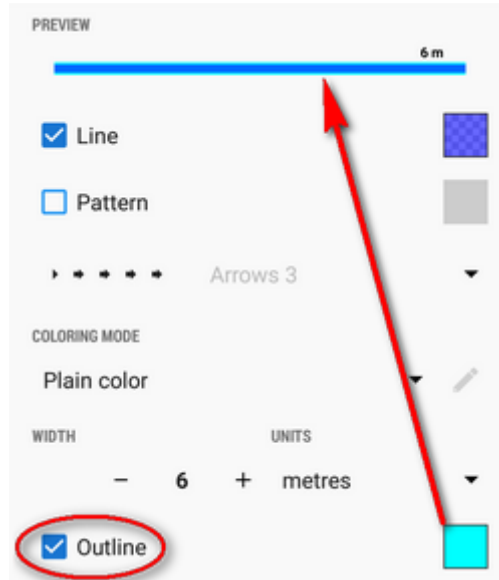 PREVIEW
6 m
Line
Pattern
Arrows 3
COLORING MODE
Plain color
WIDTH UNITS
− 6 + metres
Outline